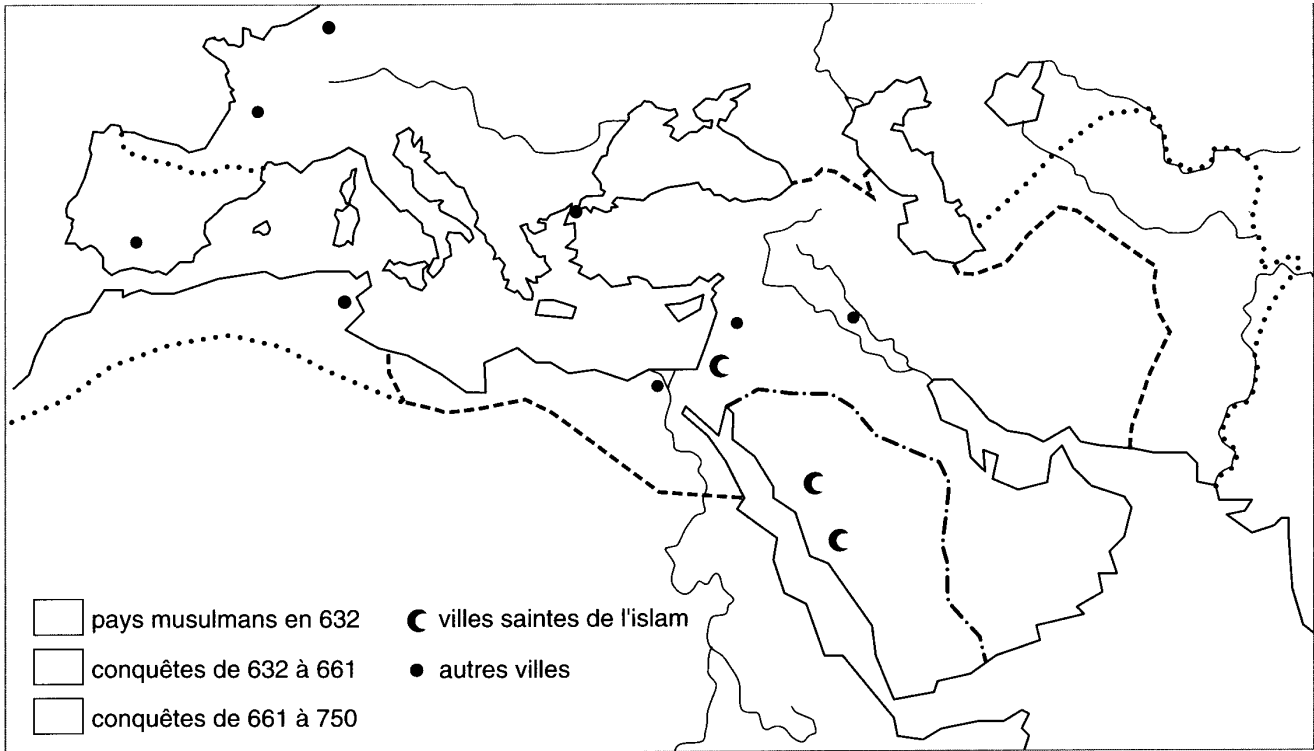 pays musulmans en 632
conquêtes de 632 à 661
conquêtes de 661 à 750
villes saintes de l'islam
autres villes